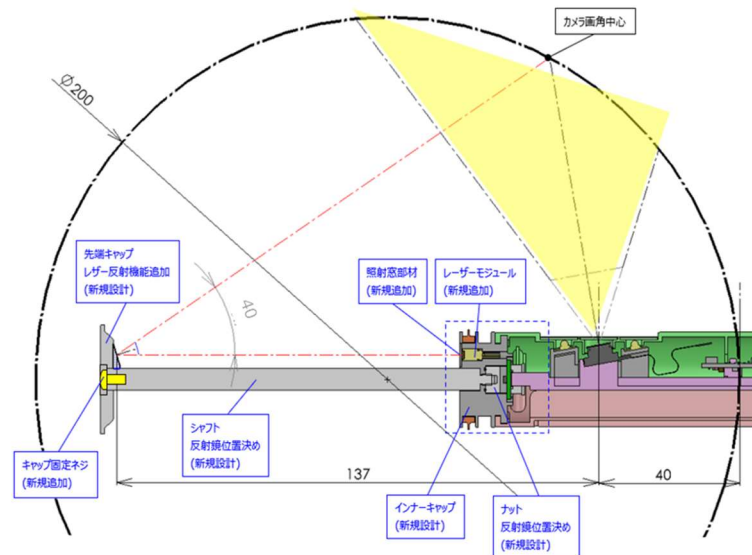 カメラ画角中心
Φ200
先端キャップ
レザー反射機能追加
(新規設計)
40
照射窓部材
(新規追加)
レーザーモジュール
(新規追加)
シャフト
反射鏡位置決め
(新規設計)
キャップ固定ネジ
(新規追加)
137
40
インナーキャップ
(新規設計)
ナット
反射鏡位置決め
(新規設計)